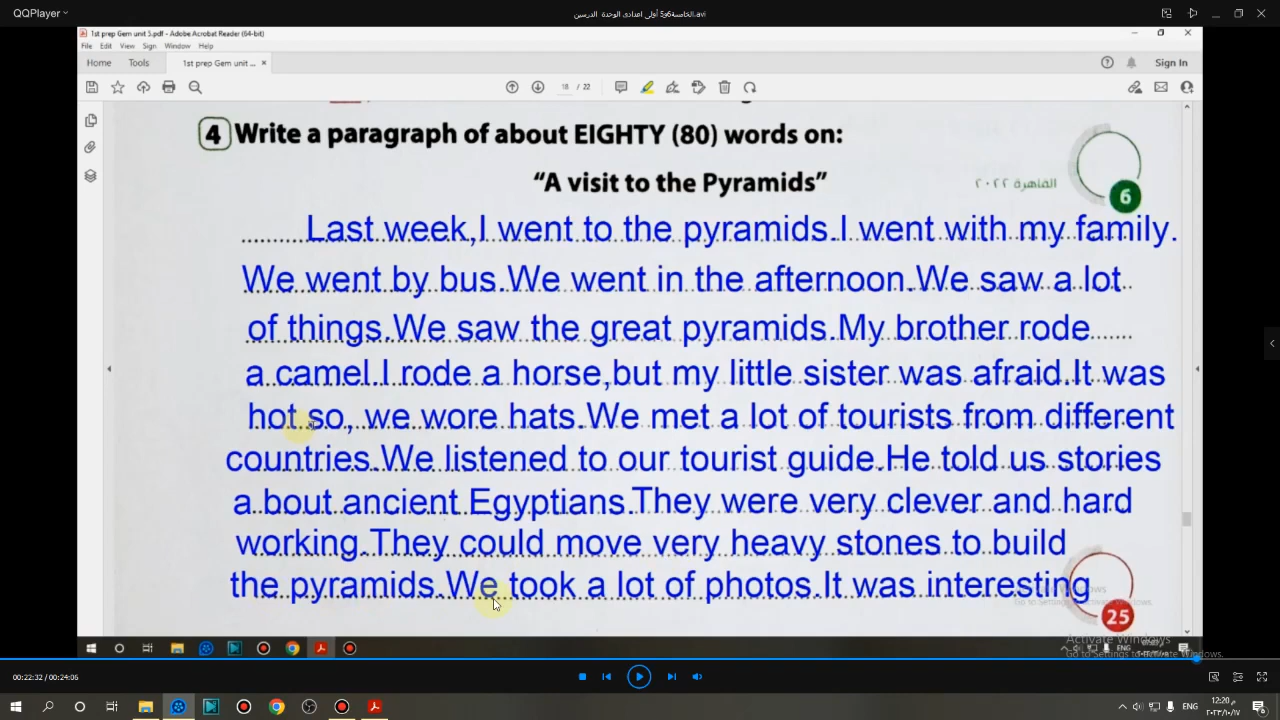 QQPlayer
الخامسة5و6 أولى اعدادى الوحدة الدرسين.avi
1st prep Gem unit 5.pdf - Adobe Acrobat Reader (64-bit)
File Edit View Sign Window Help
Home Tools 1st prep Gem unit ... × Sign In
18 / 22
4 Write a paragraph of about EIGHTY (80) words on:
"A visit to the Pyramids"
القاهرة ٢٠٢٢
6
..........Last week,I went to the pyramids.I went with my family.
We went by bus.We went in the afternoon.We saw a lot
of things.We saw the great pyramids.My brother rode......
a camel.I rode a horse,but my little sister was afraid.It was
hot so, we wore hats.We met a lot of tourists from different
countries.We listened to our tourist guide.He told us stories
a bout ancient Egyptians.They were very clever and hard
working.They could move very heavy stones to build
the pyramids.We took a lot of photos.It was interesting
25
Activate Windows
Go to Settings to activate Windows.
ENG
00:22:32 / 00:24:06
ENG
12:20 م
٢٠٢٣/١٠/١٧